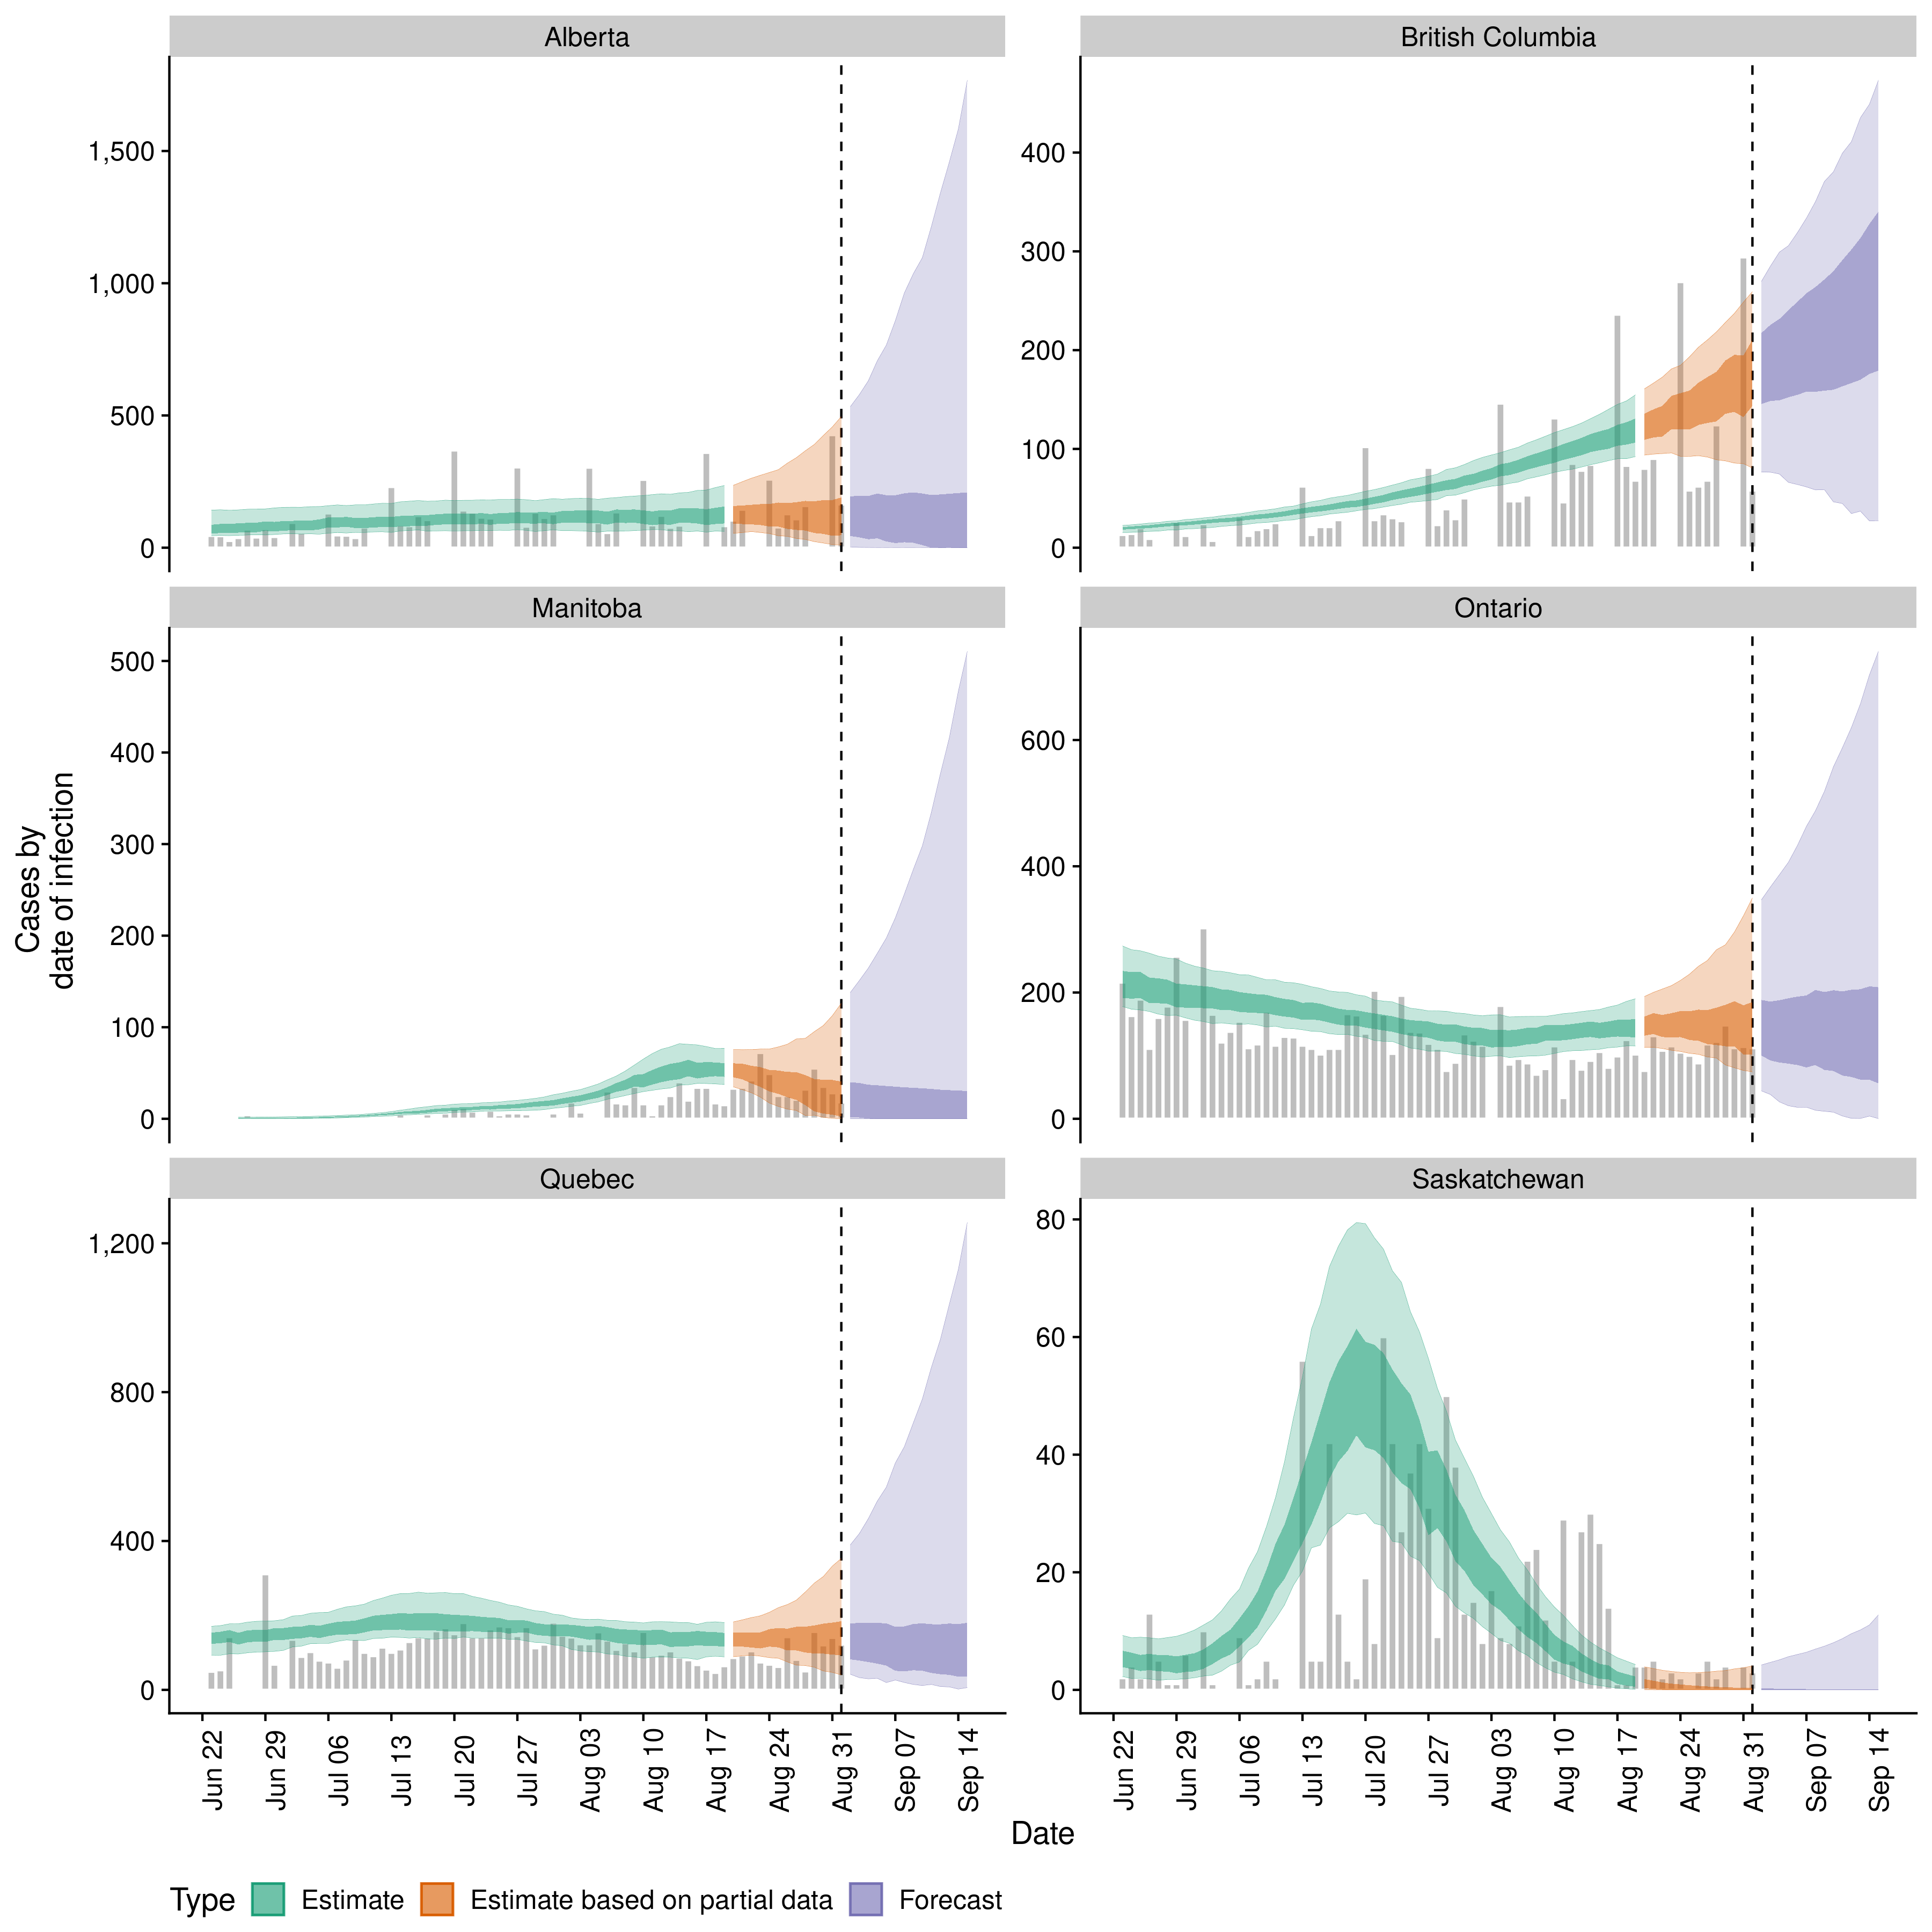 Alberta
British Columbia
1,500
1,000
500
0
400
300
200
100
0
Manitoba
Ontario
500
400
300
200
100
0
600
400
200
0
Cases by
date of infection
Quebec
Saskatchewan
1,200
800
400
0
80
60
40
20
0
Jun 22
Jun 29
Jul 06
Jul 13
Jul 20
Jul 27
Aug 03
Aug 10
Aug 17
Aug 24
Aug 31
Sep 07
Sep 14
Jun 22
Jun 29
Jul 06
Jul 13
Jul 20
Jul 27
Aug 03
Aug 10
Aug 17
Aug 24
Aug 31
Sep 07
Sep 14
Date
Type Estimate Estimate based on partial data Forecast